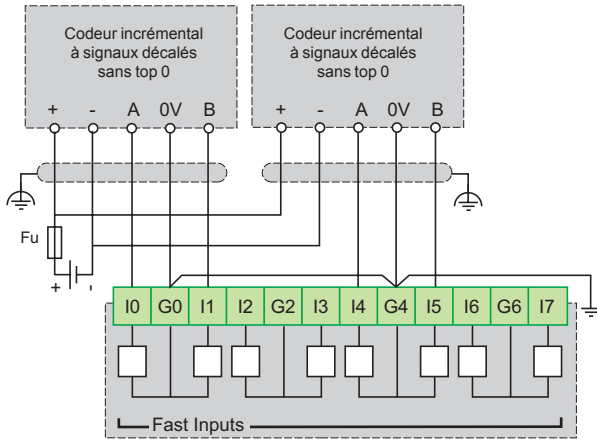 Codeur incrémental
à signaux décalés
sans top 0
+ - A 0V B
Codeur incrémental
à signaux décalés
sans top 0
+ - A 0V B
Fu
+ -
I0 G0 I1 I2 G2 I3 I4 G4 I5 I6 G6 I7
Fast Inputs